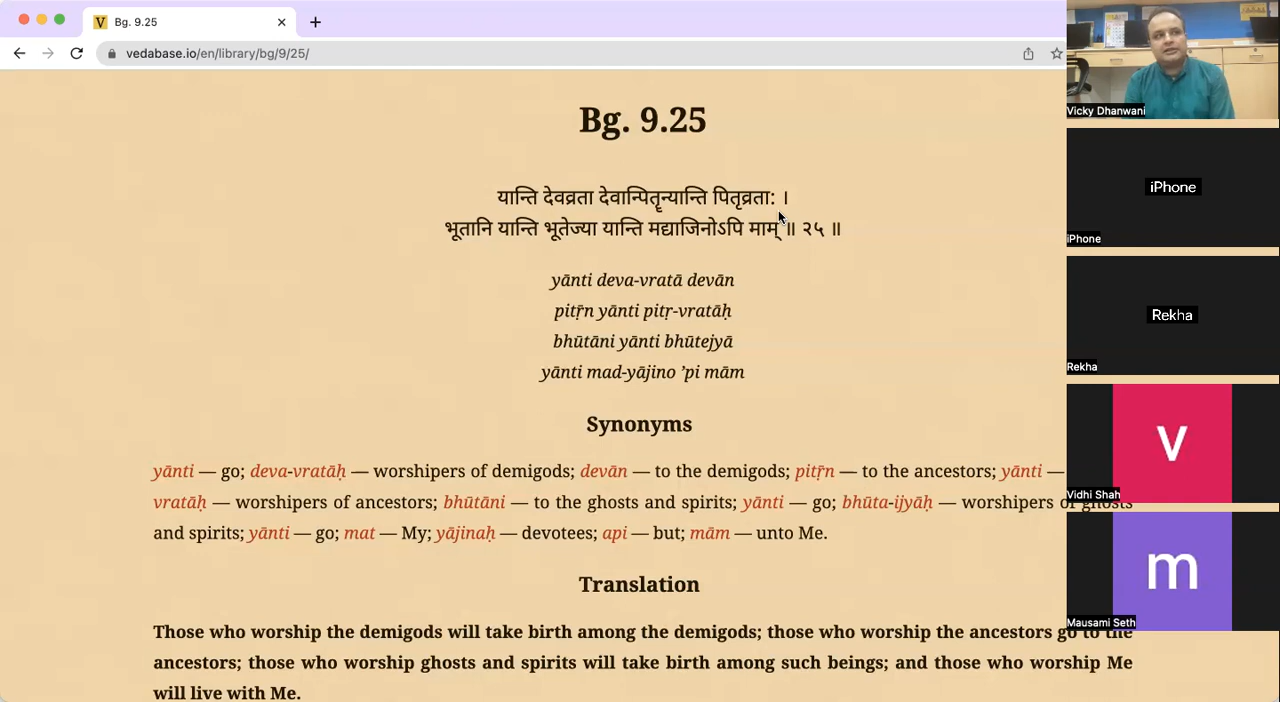 Bg. 9.25
vedabase.io/en/library/bg/9/25/
Bg. 9.25
यान्ति देवव्रता देवान्पितॄन्यान्ति पितृव्रता: ।
भूतानि यान्ति भूतेज्या यान्ति मद्याजिनोऽपि माम् ॥ २५ ॥
yānti deva-vratā devān
pitṝn yānti pitṛ-vratāḥ
bhūtāni yānti bhūtejyā
yānti mad-yājino ’pi mām
Synonyms
yānti — go; deva-vratāḥ — worshipers of demigods; devān — to the demigods; pitṝn — to the ancestors; yānti —
vratāḥ — worshipers of ancestors; bhūtāni — to the ghosts and spirits; yānti — go; bhūta-ijyāḥ — worshipers of ghosts
and spirits; yānti — go; mat — My; yājinaḥ — devotees; api — but; mām — unto Me.
Translation
Those who worship the demigods will take birth among the demigods; those who worship the ancestors go to the
ancestors; those who worship ghosts and spirits will take birth among such beings; and those who worship Me
will live with Me.
Vicky Dhanwani
iPhone
iPhone
Rekha
Rekha
V
Vidhi Shah
m
Mausami Seth